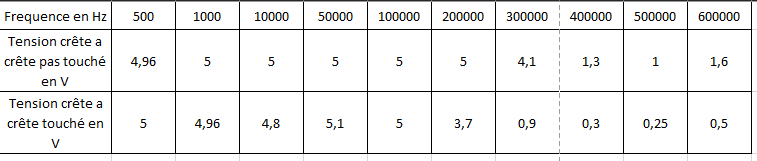 Frequence en Hz 500 1000 10000 50000 100000 200000 300000 400000 500000 600000
Tension crête a
crête pas touché
en V
4,96 5 5 5 5 5 4,1 1,3 1 1,6
Tension crête a
crête touché en
V
5 4,96 4,8 5,1 5 3,7 0,9 0,3 0,25 0,5